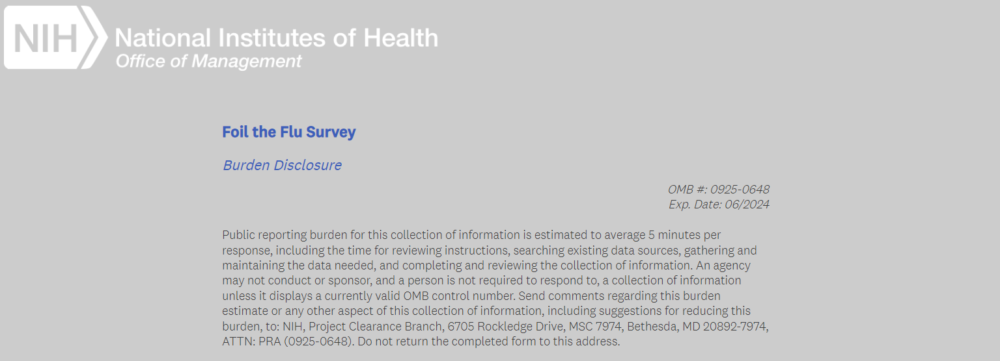 NIH National Institutes of Health
Office of Management
Foil the Flu Survey
Burden Disclosure
OMB #: 0925-0648
Exp. Date: 06/2024
Public reporting burden for this collection of information is estimated to average 5 minutes per
response, including the time for reviewing instructions, searching existing data sources, gathering and
maintaining the data needed, and completing and reviewing the collection of information. An agency
may not conduct or sponsor, and a person is not required to respond to, a collection of information
unless it displays a currently valid OMB control number. Send comments regarding this burden
estimate or any other aspect of this collection of information, including suggestions for reducing this
burden, to: NIH, Project Clearance Branch, 6705 Rockledge Drive, MSC 7974, Bethesda, MD 20892-7974,
ATTN: PRA (0925-0648). Do not return the completed form to this address.